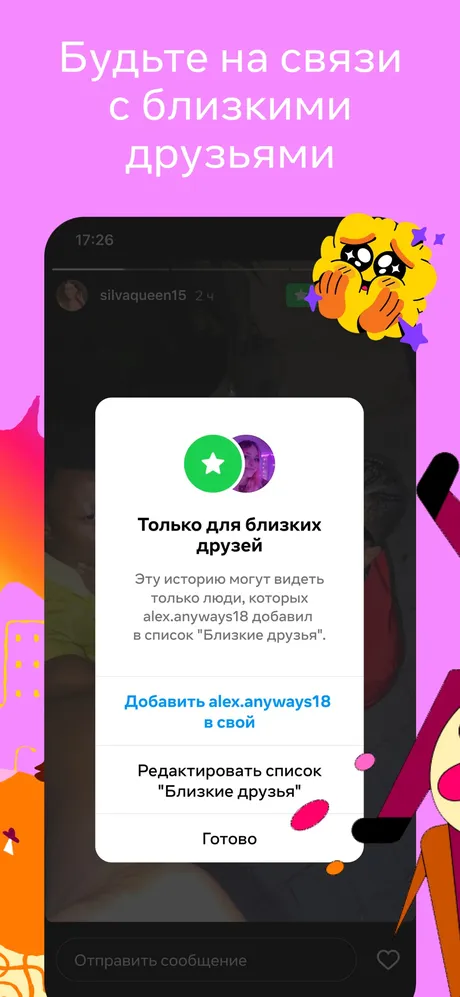 Будьте на связи
с близкими
друзьями
17:26
silvaqueen15 2 ч
Только для близких
друзей
Эту историю могут видеть
только люди, которых
alex.anyways18 добавил
в список "Близкие друзья".
Добавить alex.anyways18
в свой
Редактировать список
"Близкие друзья"
Готово
Отправить сообщение